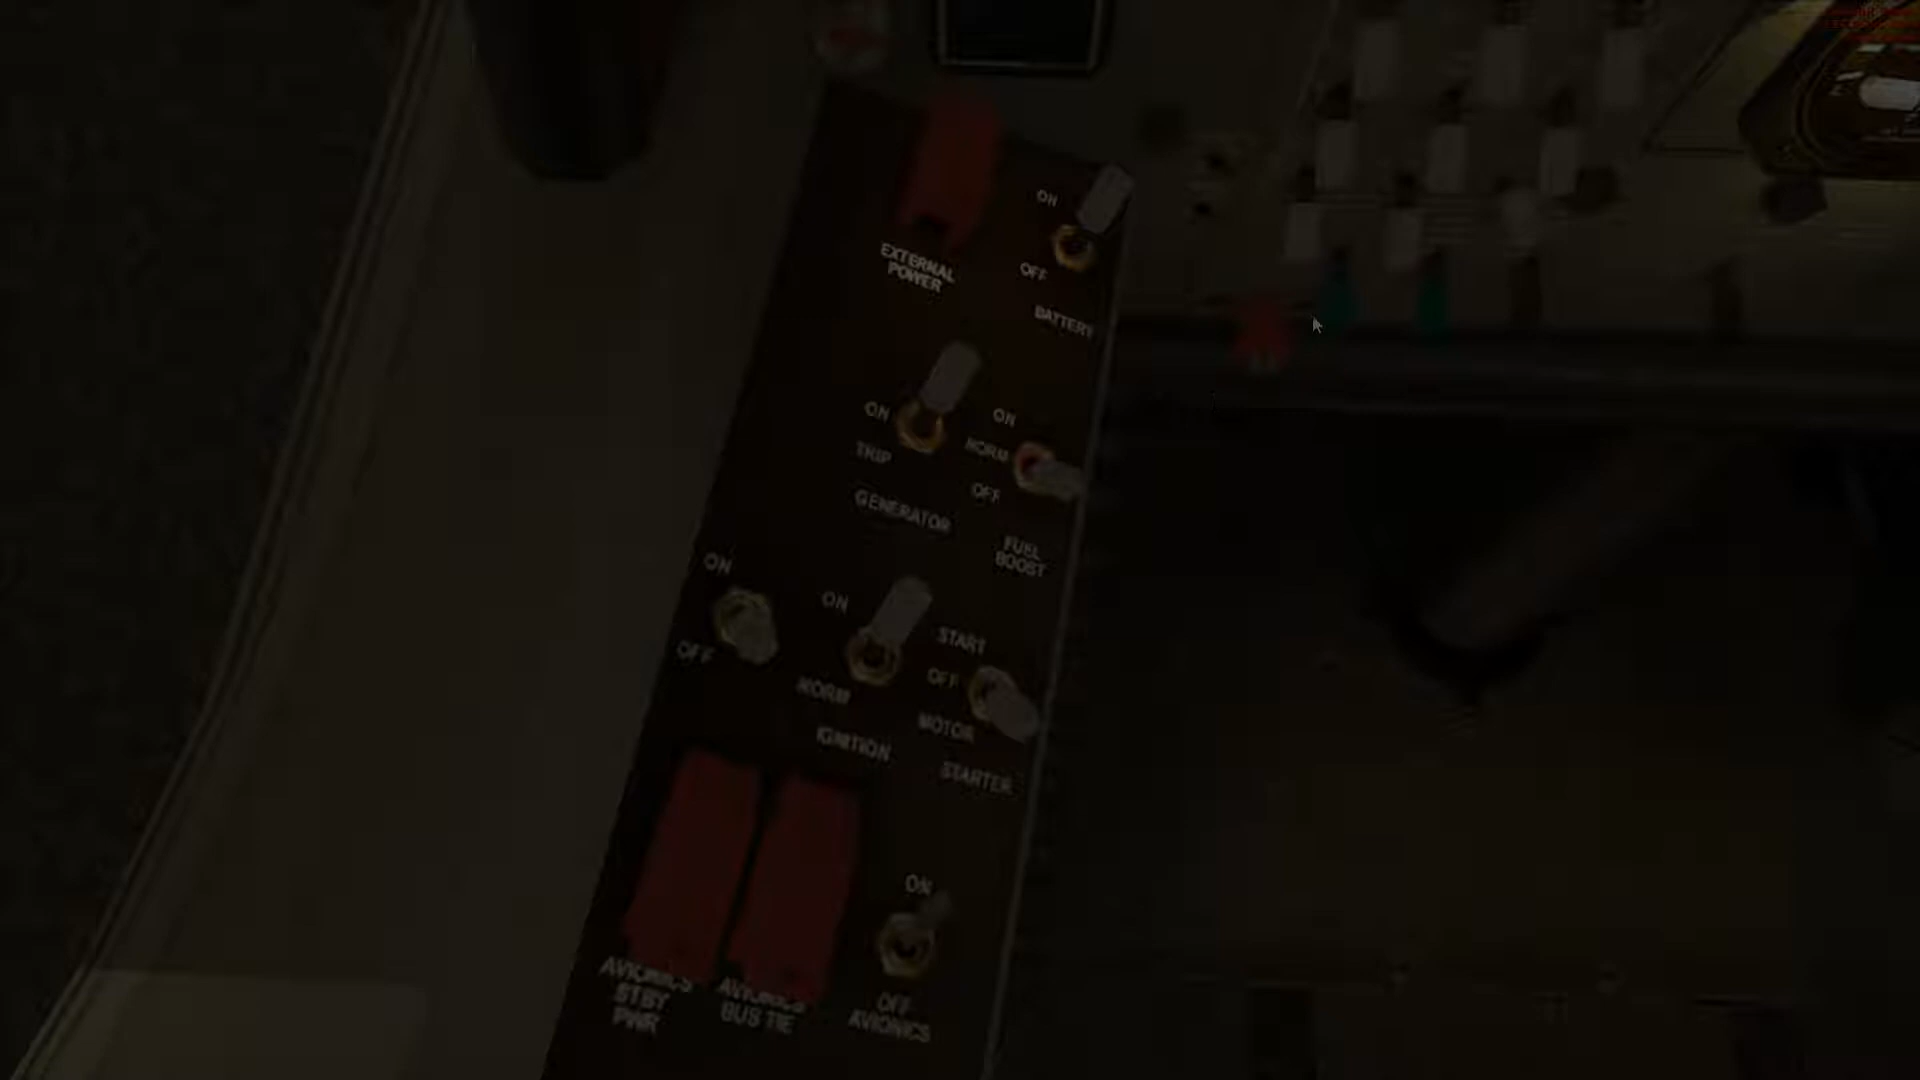 ON
OFF
EXTERNAL
POWER
BATTERY
ON
TRIP
GENERATOR
ON
NORM
OFF
FUEL
BOOST
ON
OFF
ON
NORM
IGNITION
START
OFF
MOTOR
STARTER
AVIONICS
STBY
PWR
AVIONICS
BUS TIE
ON
OFF
AVIONICS